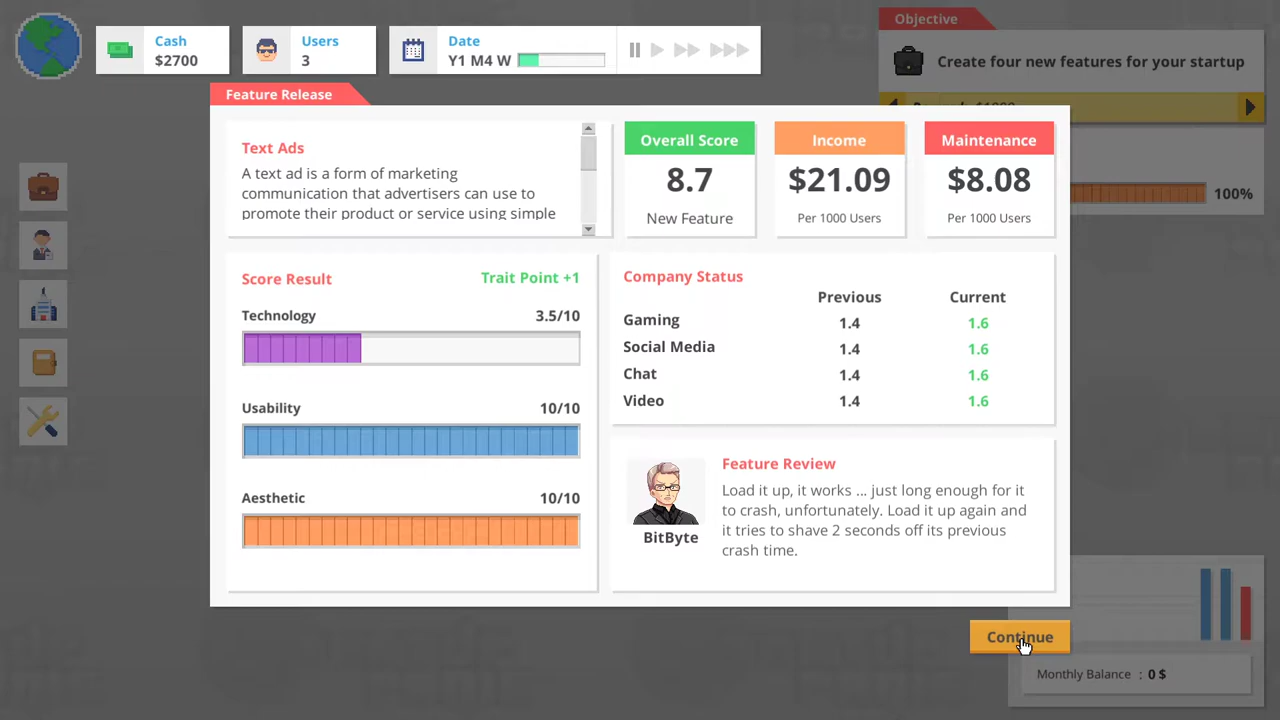 Cash
$2700
Users
3
Date
Y1 M4 W
Objective
Create four new features for your startup
Feature Release
Text Ads
A text ad is a form of marketing
communication that advertisers can use to
promote their product or service using simple
Overall Score
8.7
New Feature
Income
$21.09
Per 1000 Users
Maintenance
$8.08
Per 1000 Users
100%
Score Result
Trait Point +1
Technology
3.5/10
Usability
10/10
Aesthetic
10/10
Company Status
Previous
Current
Gaming
1.4
1.6
Social Media
1.4
1.6
Chat
1.4
1.6
Video
1.4
1.6
Feature Review
Load it up, it works ... just long enough for it
to crash, unfortunately. Load it up again and
it tries to shave 2 seconds off its previous
crash time.
BitByte
Continue
Monthly Balance : 0 $